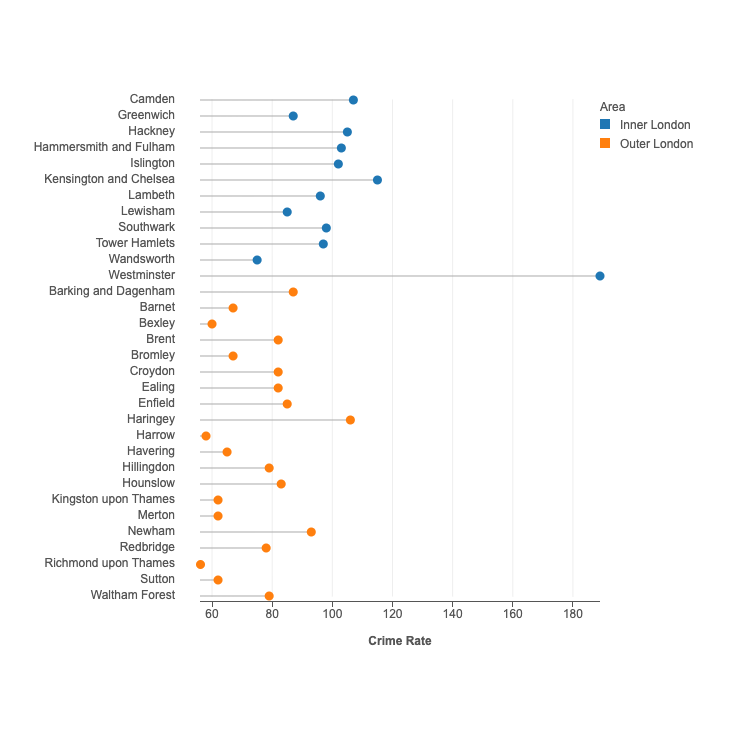 Camden
Greenwich
Hackney
Hammersmith and Fulham
Islington
Kensington and Chelsea
Lambeth
Lewisham
Southwark
Tower Hamlets
Wandsworth
Westminster
Barking and Dagenham
Barnet
Bexley
Brent
Bromley
Croydon
Ealing
Enfield
Haringey
Harrow
Havering
Hillingdon
Hounslow
Kingston upon Thames
Merton
Newham
Redbridge
Richmond upon Thames
Sutton
Waltham Forest
60 80 100 120 140 160 180
Crime Rate
Area
Inner London
Outer London